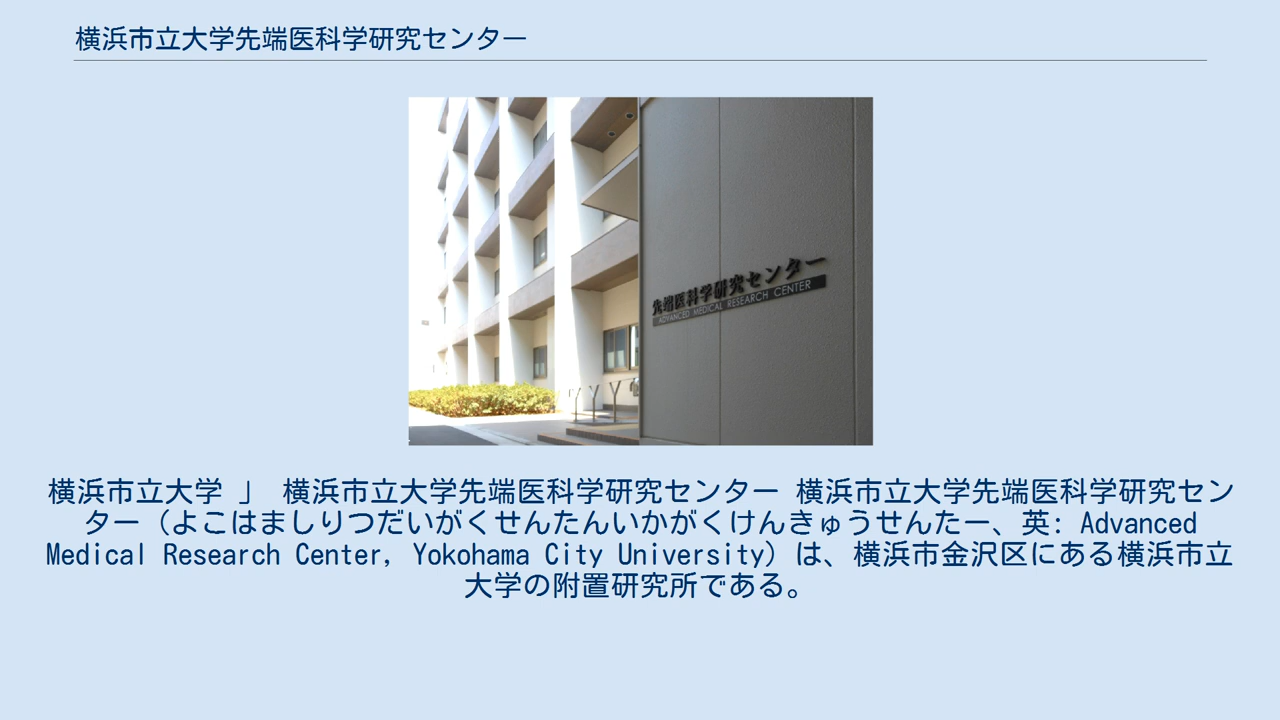 横浜市立大学先端医科学研究センター
先端医科学研究センター
ADVANCED MEDICAL RESEARCH CENTER
横浜市立大学 」 横浜市立大学先端医科学研究センター 横浜市立大学先端医科学研究セン
ター（よこはましりつだいがくせんたんいかがくけんきゅうせんたー、英: Advanced
Medical Research Center, Yokohama City University）は、横浜市金沢区にある横浜市立
大学の附置研究所である。